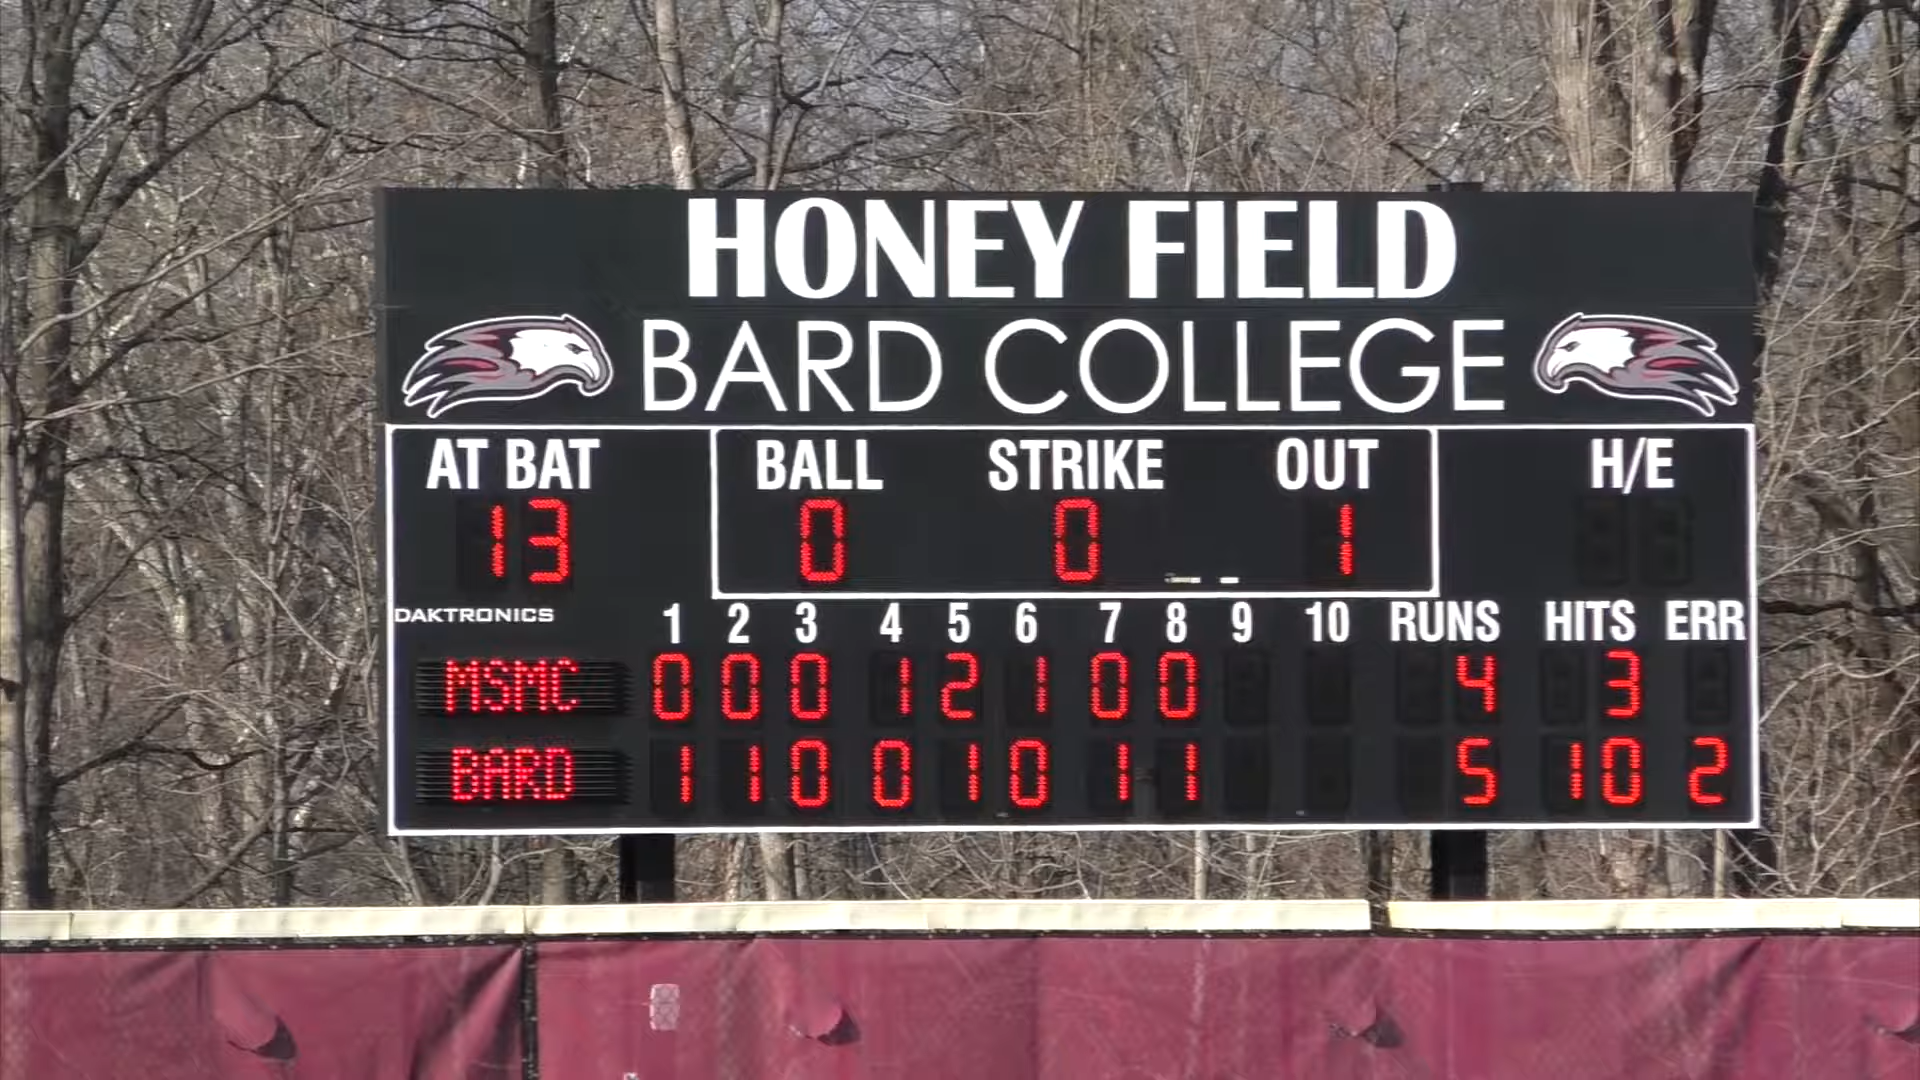 HONEY FIELD
BARD COLLEGE
AT BAT BALL STRIKE OUT H/E
13 0 0 1
DAKTRONICS 1 2 3 4 5 6 7 8 9 10 RUNS HITS ERR
MSMC 0 0 0 1 2 1 0 0 4 3
BARD 1 1 0 0 1 0 1 1 5 10 2